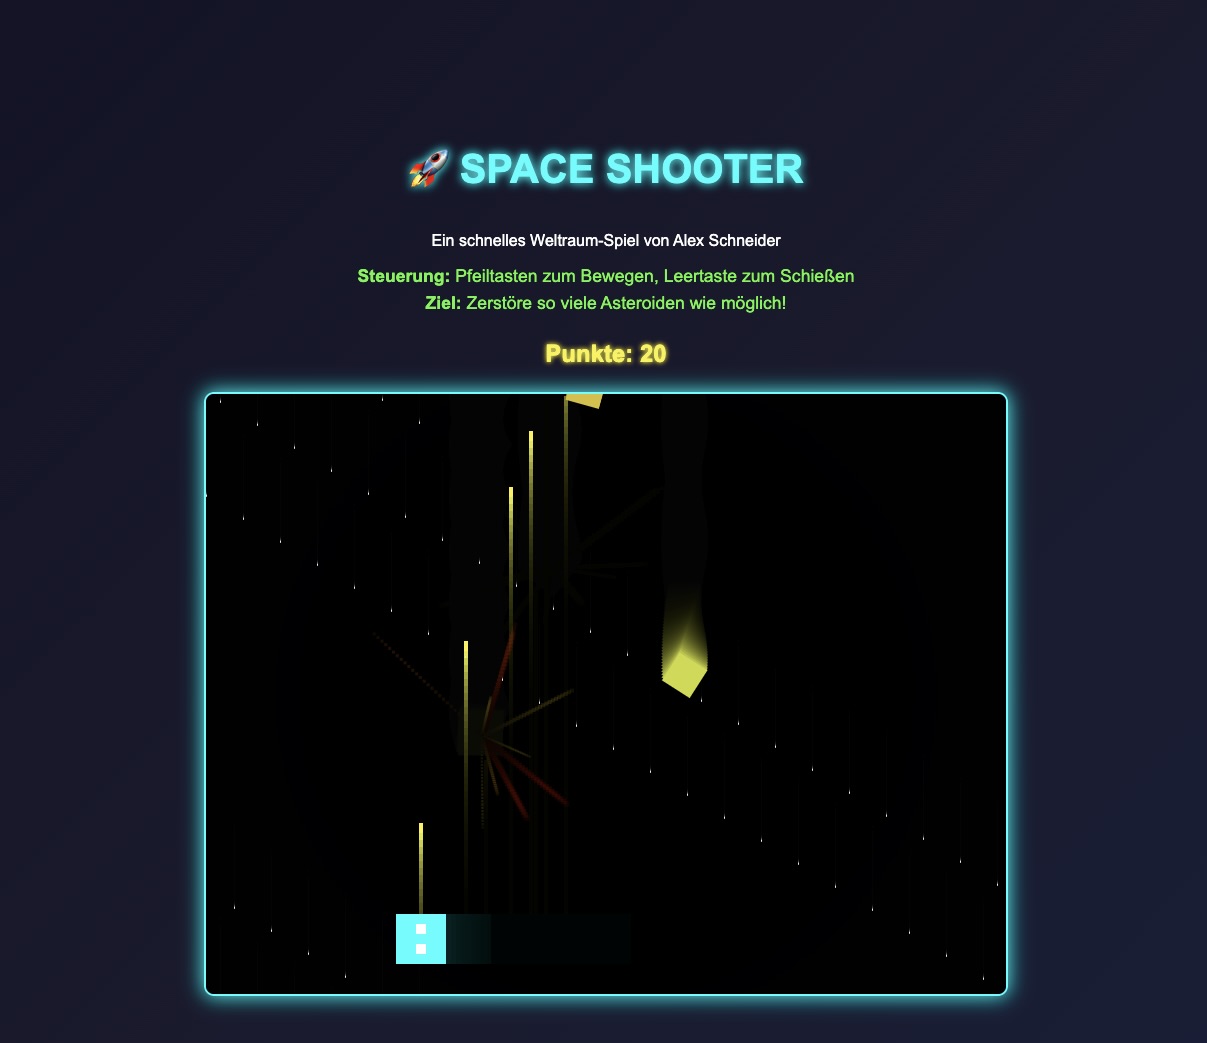 🚀 SPACE SHOOTER
Ein schnelles Weltraum-Spiel von Alex Schneider
Steuerung: Pfeiltasten zum Bewegen, Leertaste zum Schießen
Ziel: Zerstöre so viele Asteroiden wie möglich!
Punkte: 20